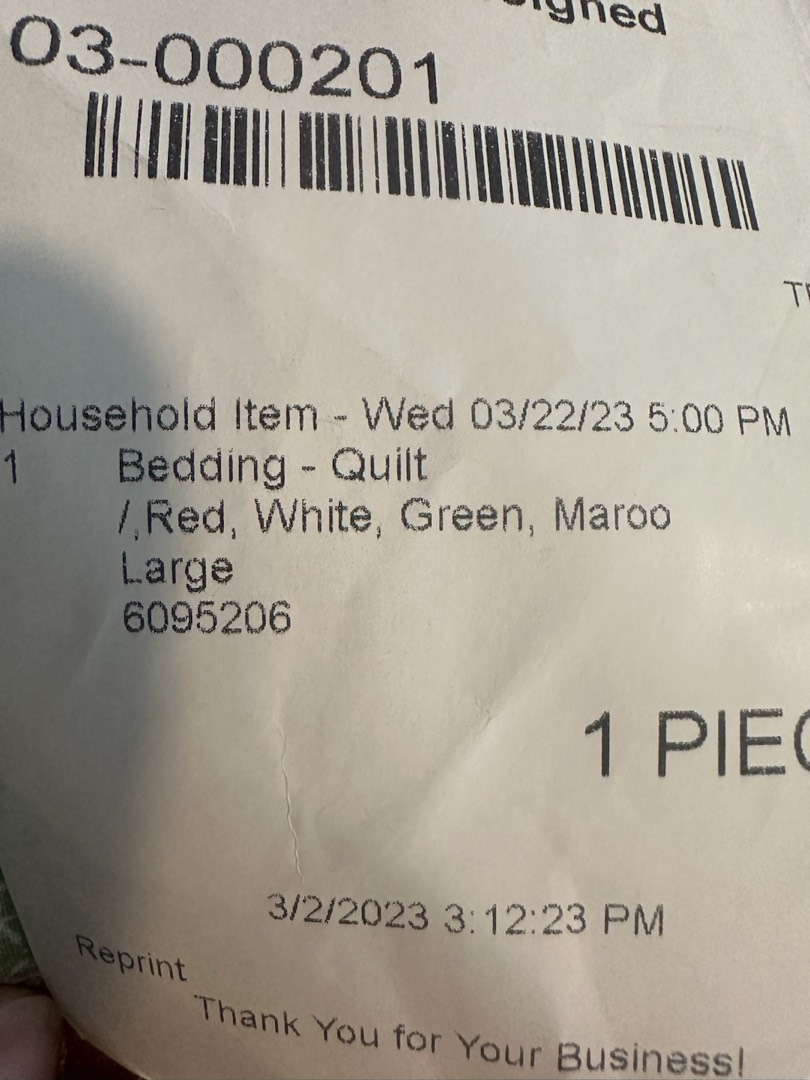 03-000201
Household Item - Wed 03/22/23 5:00 PM
1 Bedding - Quilt
/,Red, White, Green, Maroo
Large
6095206
1
3/2/2023 3:12:23 PM
Reprint
Thank You for Your Business!